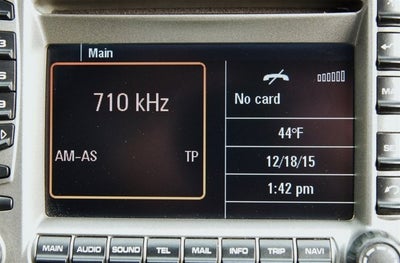 Main
710 kHz
AM-AS TP
No card
44°F
12/18/15
1:42 pm
MAIN AUDIO SOUND TEL MAIL INFO TRIP NAVI